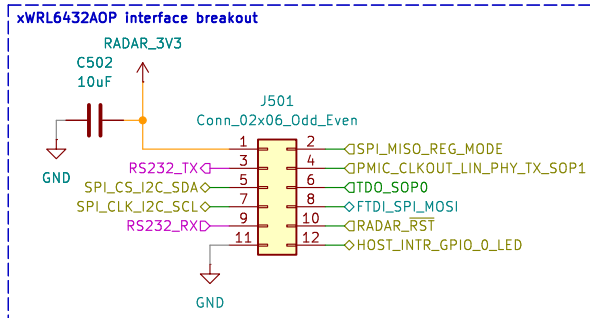 xWRL6432AOP interface breakout
RADAR_3V3
C502
10uF
GND
J501
Conn_02x06_Odd_Even
1 2 SPI_MISO_REG_MODE
RS232_TX 3 4 PMIC_CLKOUT_LIN_PHY_TX_SOP1
SPI_CS_I2C_SDA 5 6 TDO_SOP0
SPI_CLK_I2C_SCL 7 8 FTDI_SPI_MOSI
RS232_RX 9 10 RADAR_RST
11 12 HOST_INTR_GPIO_0_LED
GND